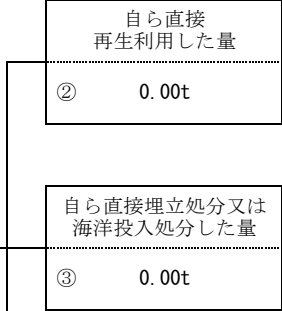 自ら直接
再生利用した量
② 0.00t
自ら直接埋立処分又は
海洋投入処分した量
③ 0.00t